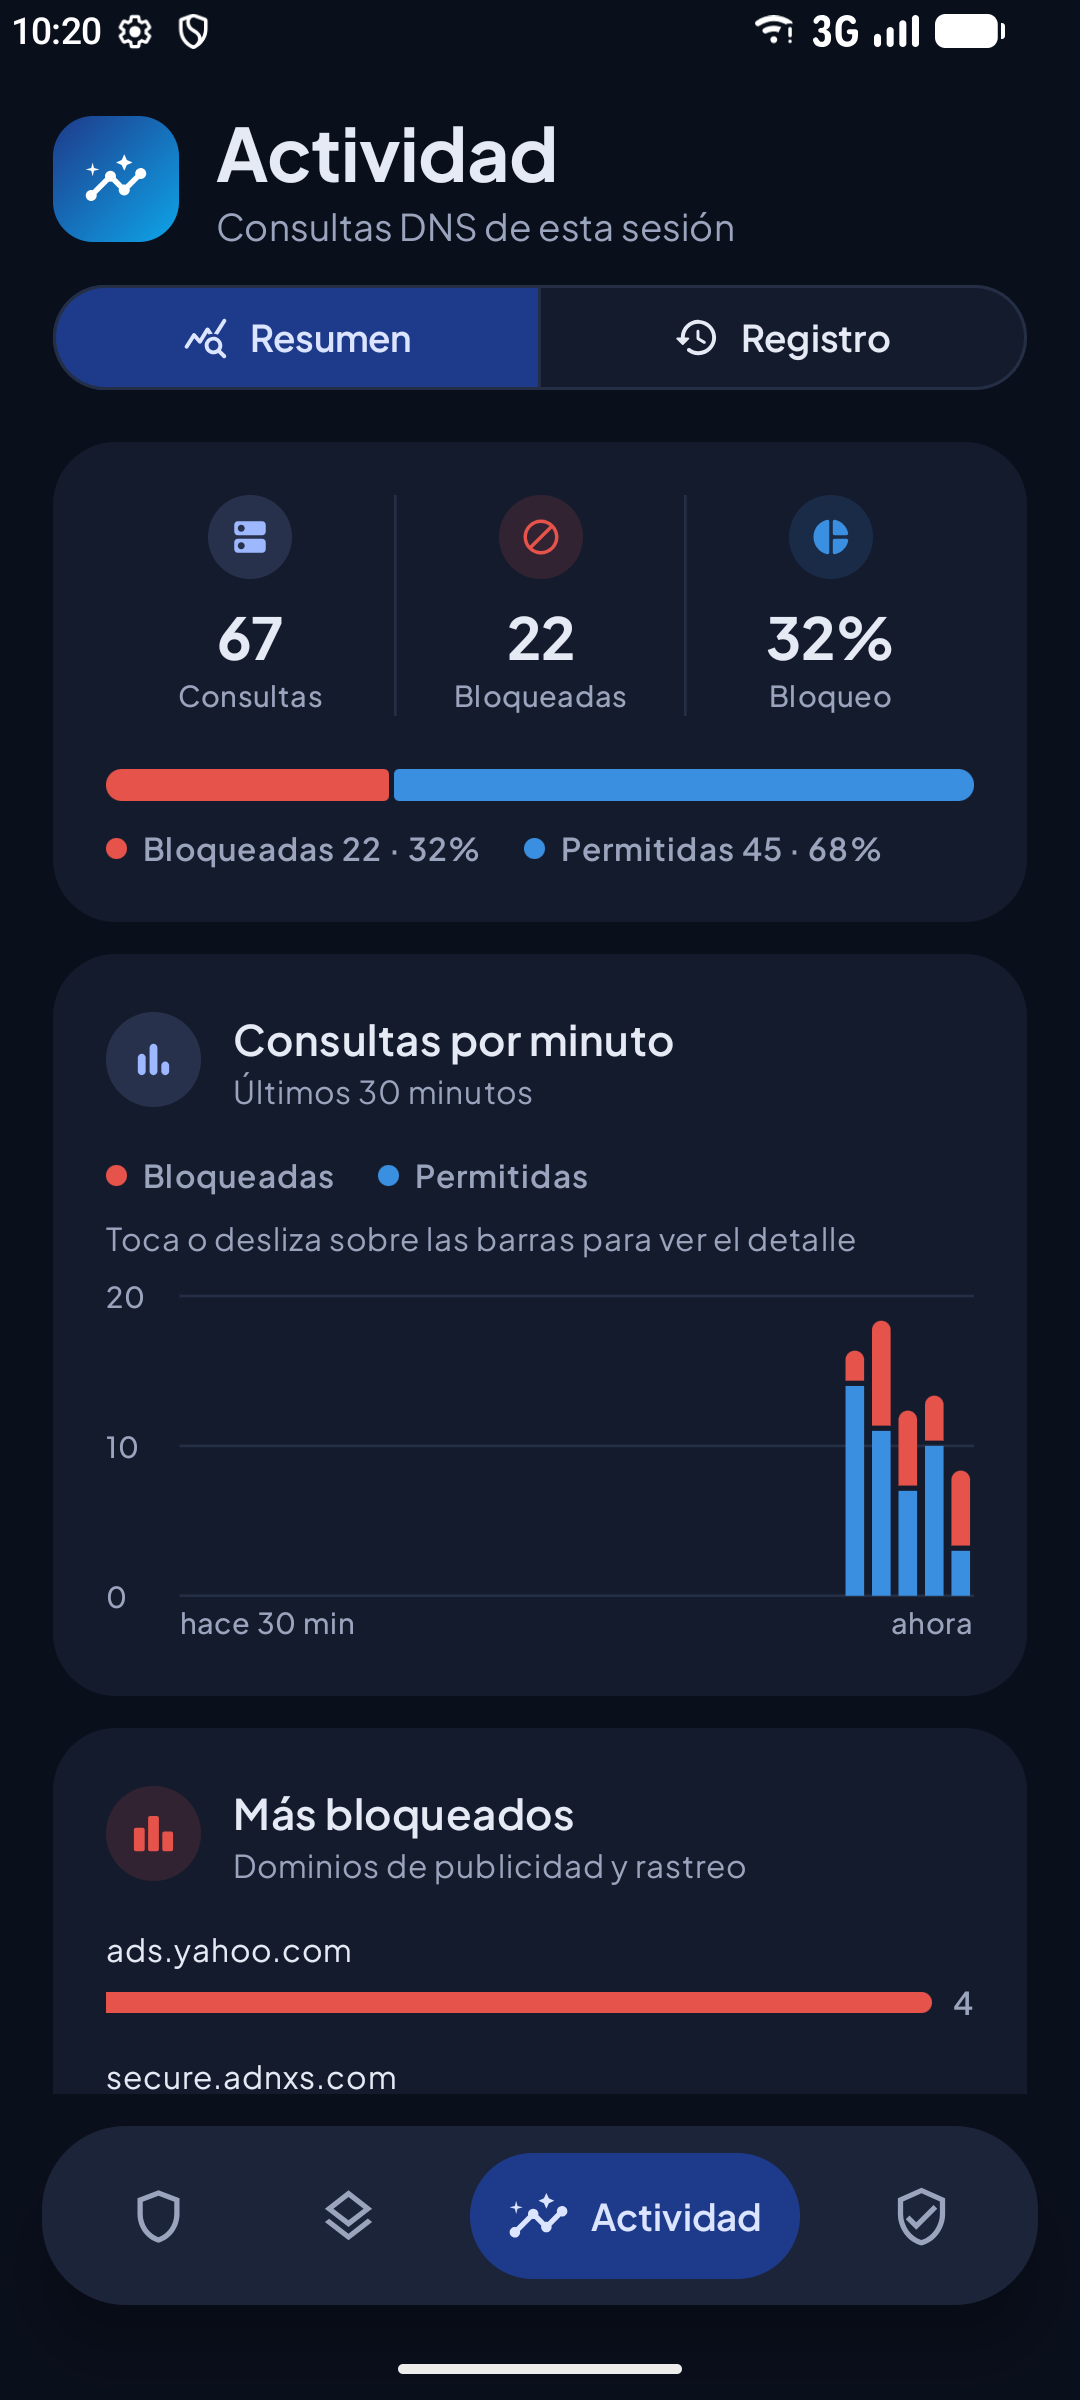 10:20
3G
Actividad
Consultas DNS de esta sesión
Resumen
Registro
67
Consultas
22
Bloqueadas
32%
Bloqueo
Bloqueadas 22 · 32%
Permitidas 45 · 68%
Consultas por minuto
Últimos 30 minutos
Bloqueadas
Permitidas
Toca o desliza sobre las barras para ver el detalle
20
10
0
hace 30 min
ahora
Más bloqueados
Dominios de publicidad y rastreo
ads.yahoo.com
4
secure.adnxs.com
Actividad